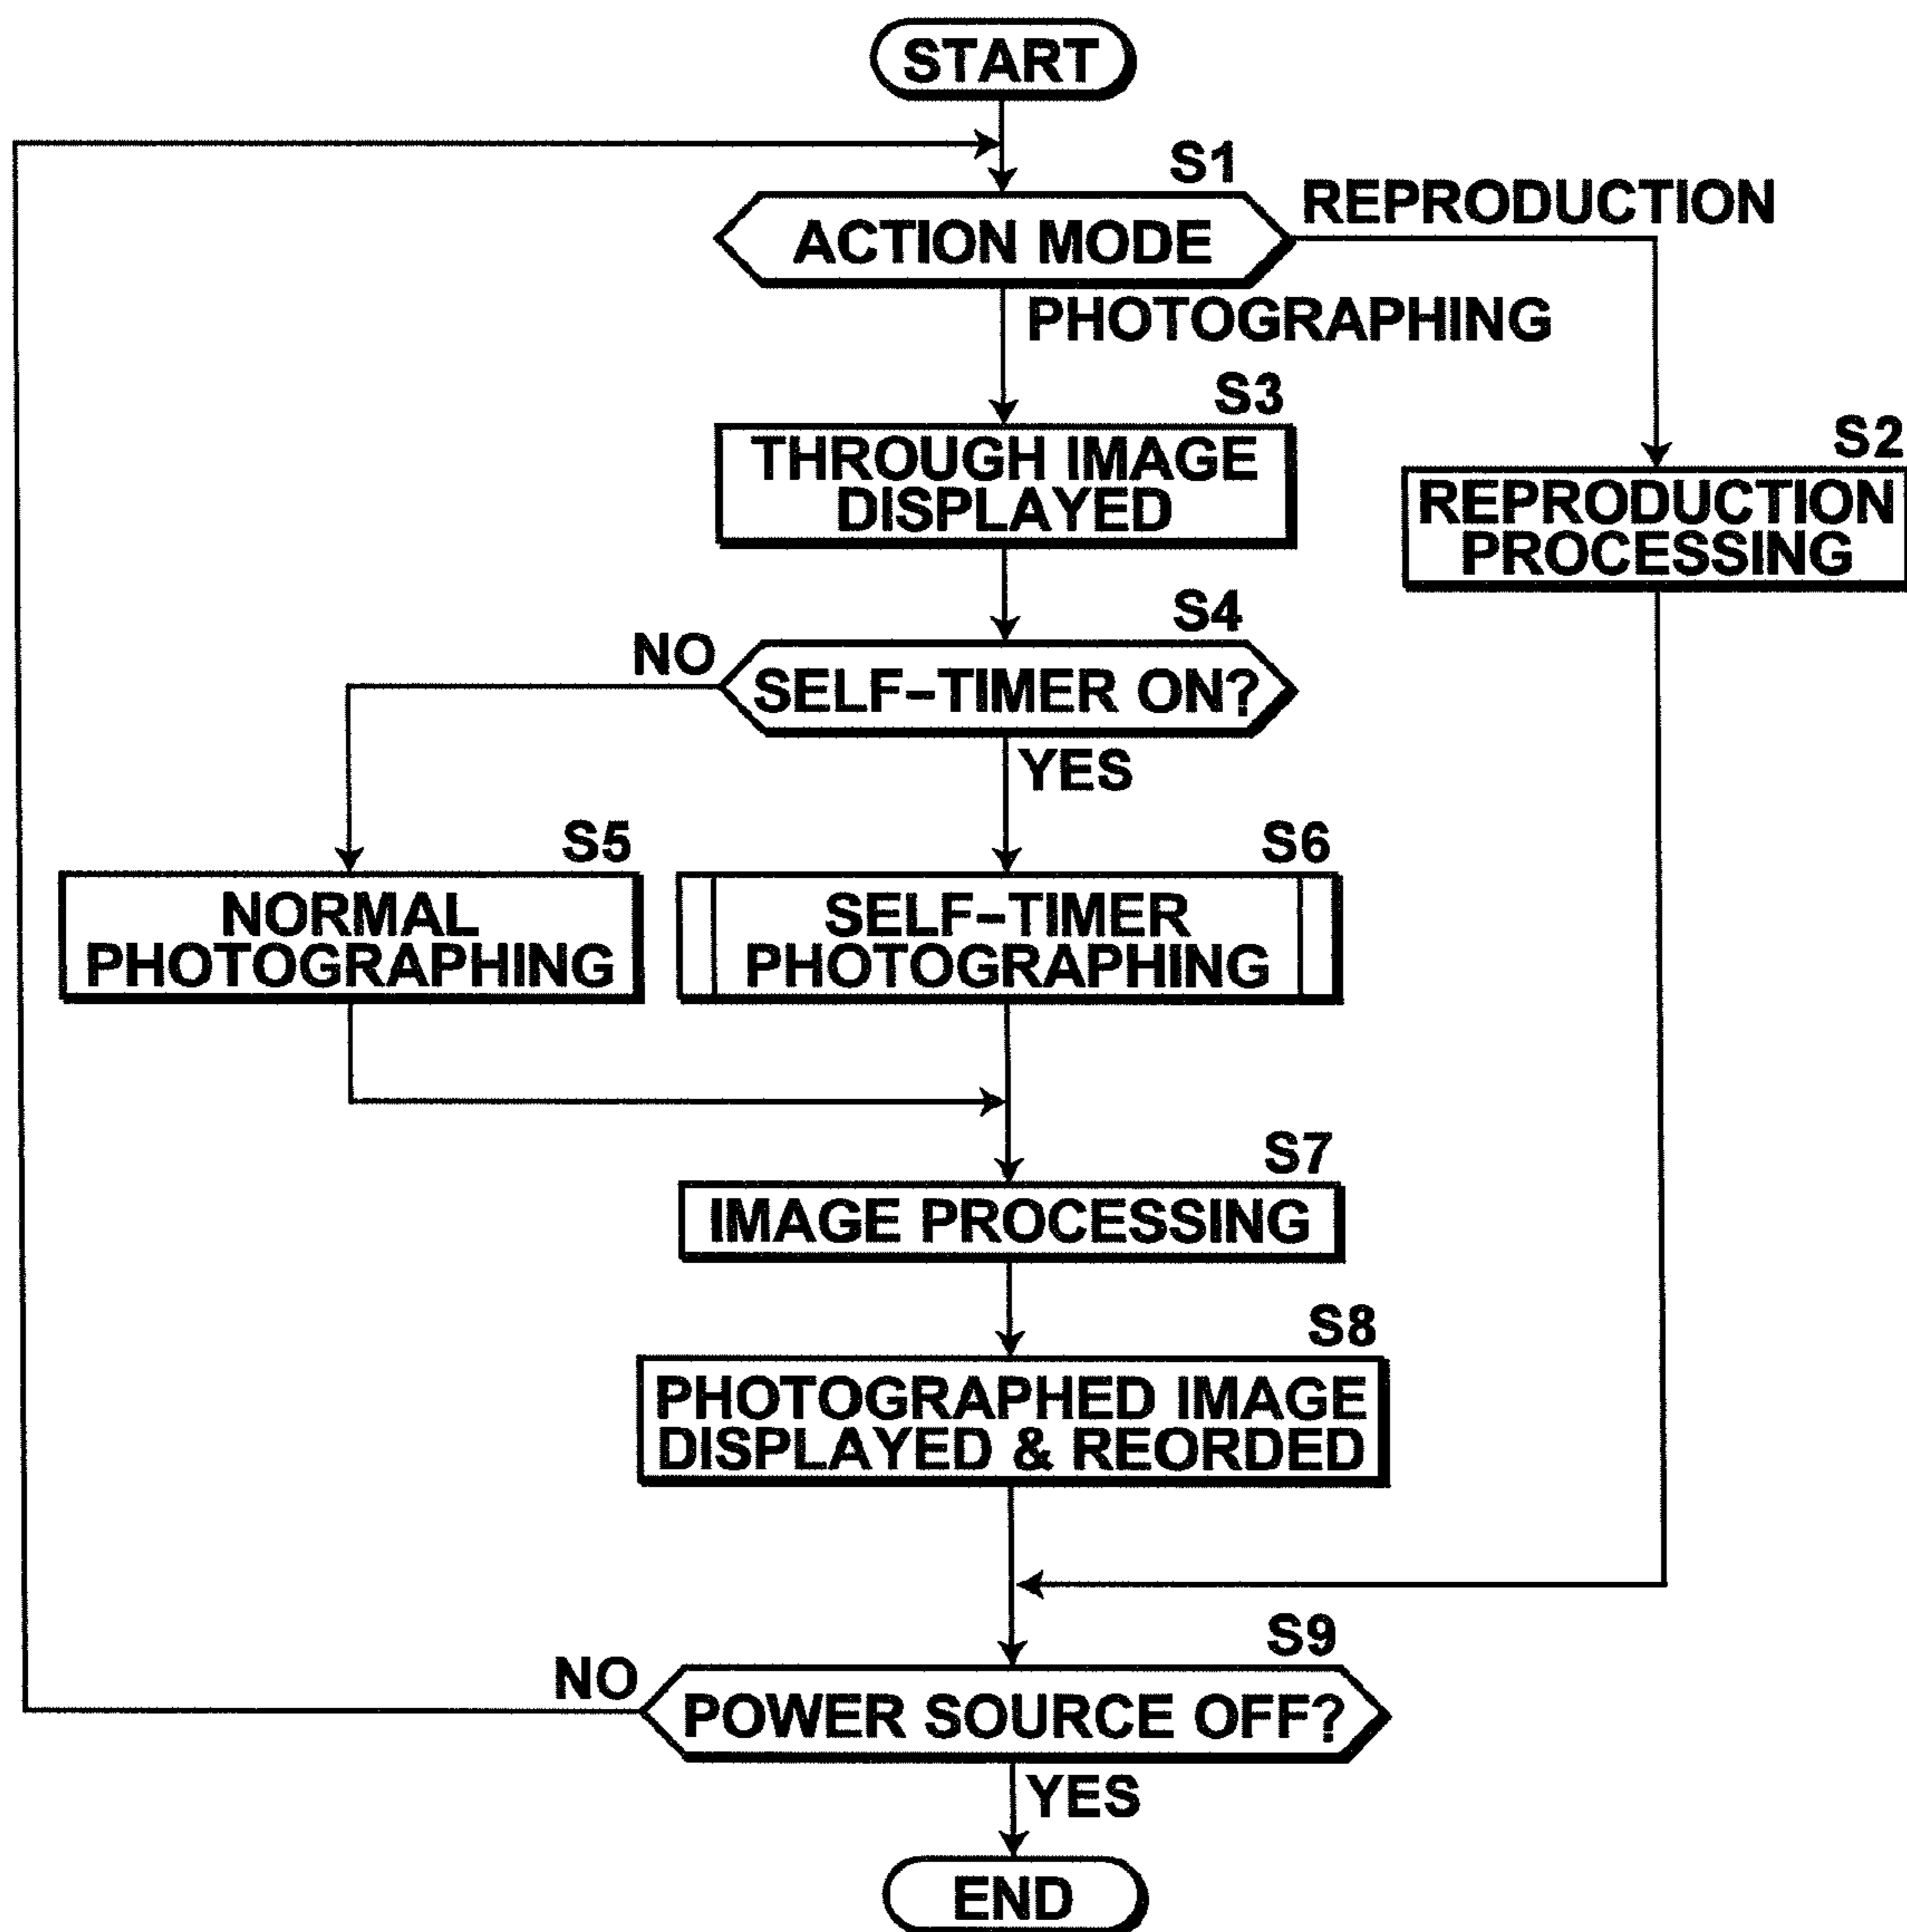 START
S1
REPRODUCTION
ACTION MODE
PHOTOGRAPHING
S3
THROUGH IMAGE
DISPLAYED
S2
REPRODUCTION
PROCESSING
S4
NO
SELF-TIMER ON?
YES
S5
NORMAL
PHOTOGRAPHING
S6
SELF-TIMER
PHOTOGRAPHING
S7
IMAGE PROCESSING
S8
PHOTOGRAPHED IMAGE
DISPLAYED & REORDED
S9
NO
POWER SOURCE OFF?
YES
END